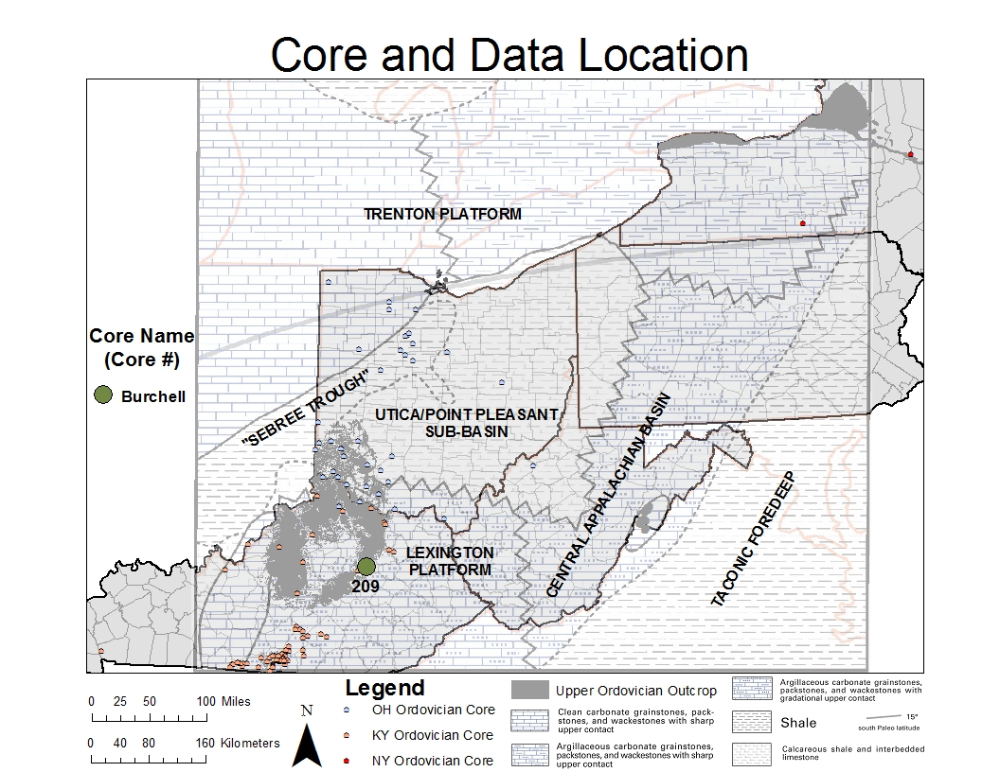 Core and Data Location
TRENTON PLATFORM
Core Name
(Core #)
Burchell
"SEBREE TROUGH"
UTICA/POINT PLEASANT
SUB-BASIN
CENTRAL APPALACHIAN BASIN
TACONIC FOREDEEP
LEXINGTON
PLATFORM
209
0 25 50 100 Miles
0 40 80 160 Kilometers
N
Legend
OH Ordovician Core
KY Ordovician Core
NY Ordovician Core
Upper Ordovician Outcrop
Clean carbonate grainstones, pack-
stones, and wackestones with sharp
upper contact
Argillaceous carbonate grainstones,
packstones, and wackestones with sharp
upper contact
Argillaceous carbonate grainstones,
packstones, and wackestones with
gradational upper contact
Shale
15°
south Paleo latitude
Calcareous shale and interbedded
limestone